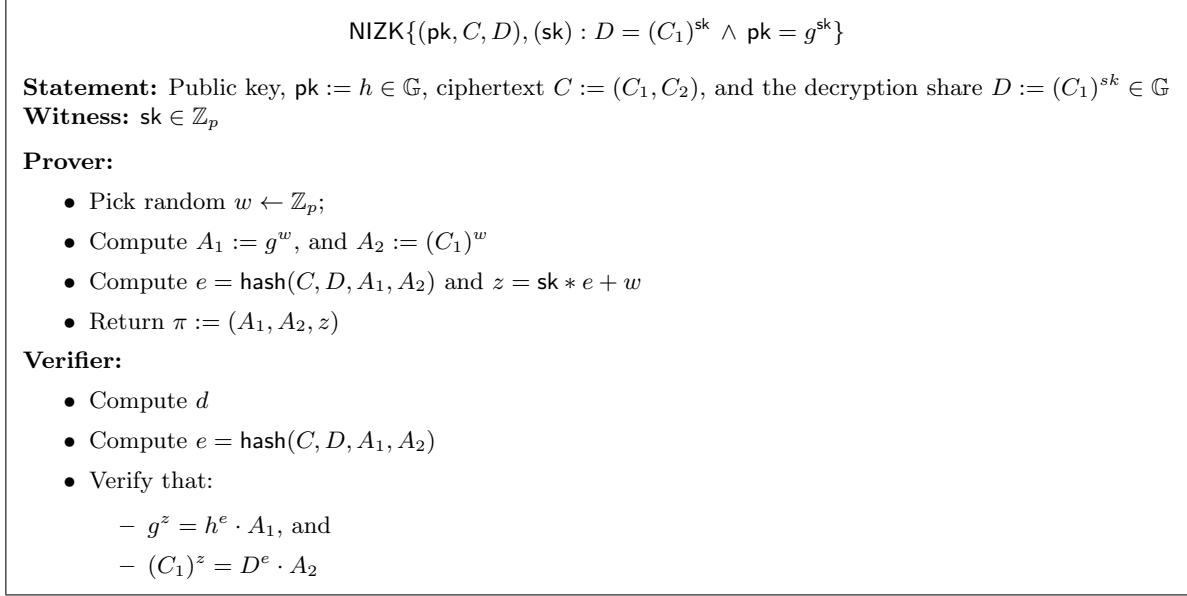 NIZK{(pk, C, D), (sk) : D = (C₁)^sk ∧ pk = g^sk}
Statement: Public key, pk := h ∈ 𝔾, ciphertext C := (C₁, C₂), and the decryption share D := (C₁)^sk ∈ 𝔾
Witness: sk ∈ ℤₚ
Prover:
• Pick random w ← ℤₚ;
• Compute A₁ := g^w, and A₂ := (C₁)^w
• Compute e = hash(C, D, A₁, A₂) and z = sk ∗ e + w
• Return π := (A₁, A₂, z)
Verifier:
• Compute d
• Compute e = hash(C, D, A₁, A₂)
• Verify that:
– g^z = h^e · A₁, and
– (C₁)^z = D^e · A₂